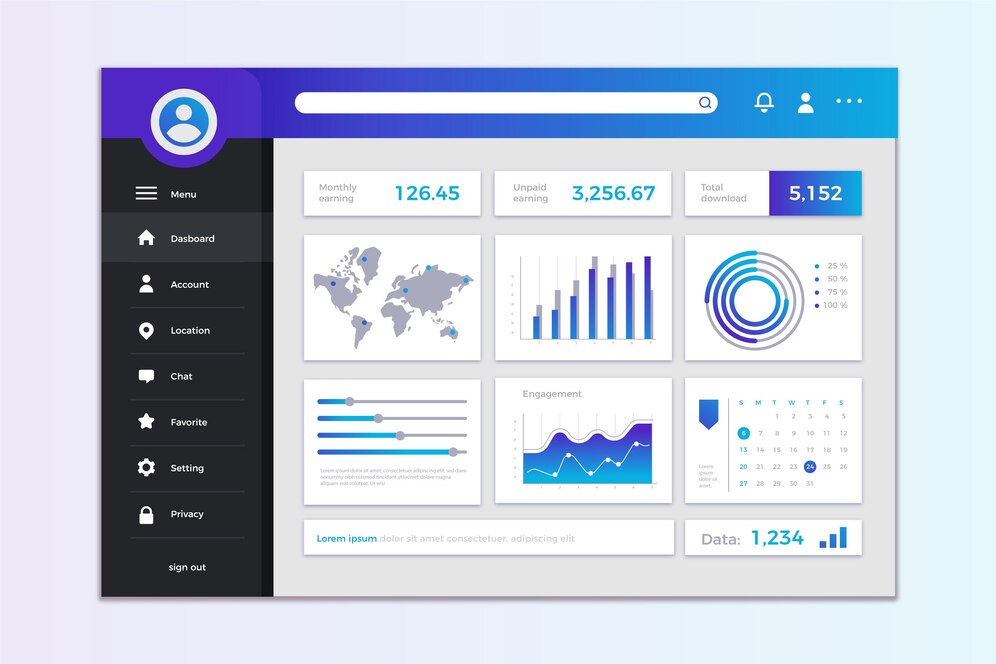 Menu
Dasboard
Account
Location
Chat
Favorite
Setting
Privacy
sign out
Monthly
earning
126.45
Unpaid
earning
3,256.67
Total
download
5,152
25 %
50 %
75 %
100 %
Lorem ipsum dolor sit amet, consectetuer adipiscing elit, sed diam
nonummy nibh euismod tincidunt ut laoreet dolore magna
aliquam erat volutpat. Ut wisi
Engagement
Lorem
ipsum
dolor si
amet,
S M T W T F S
1 2 3 4 5
6 7 8 9 10 11 12
13 14 15 16 17 18 19
20 21 22 23 24 25 26
27 28 29 30 31
Lorem ipsum dolor sit amet consectetuer, adipiscing elit
Data: 1,234